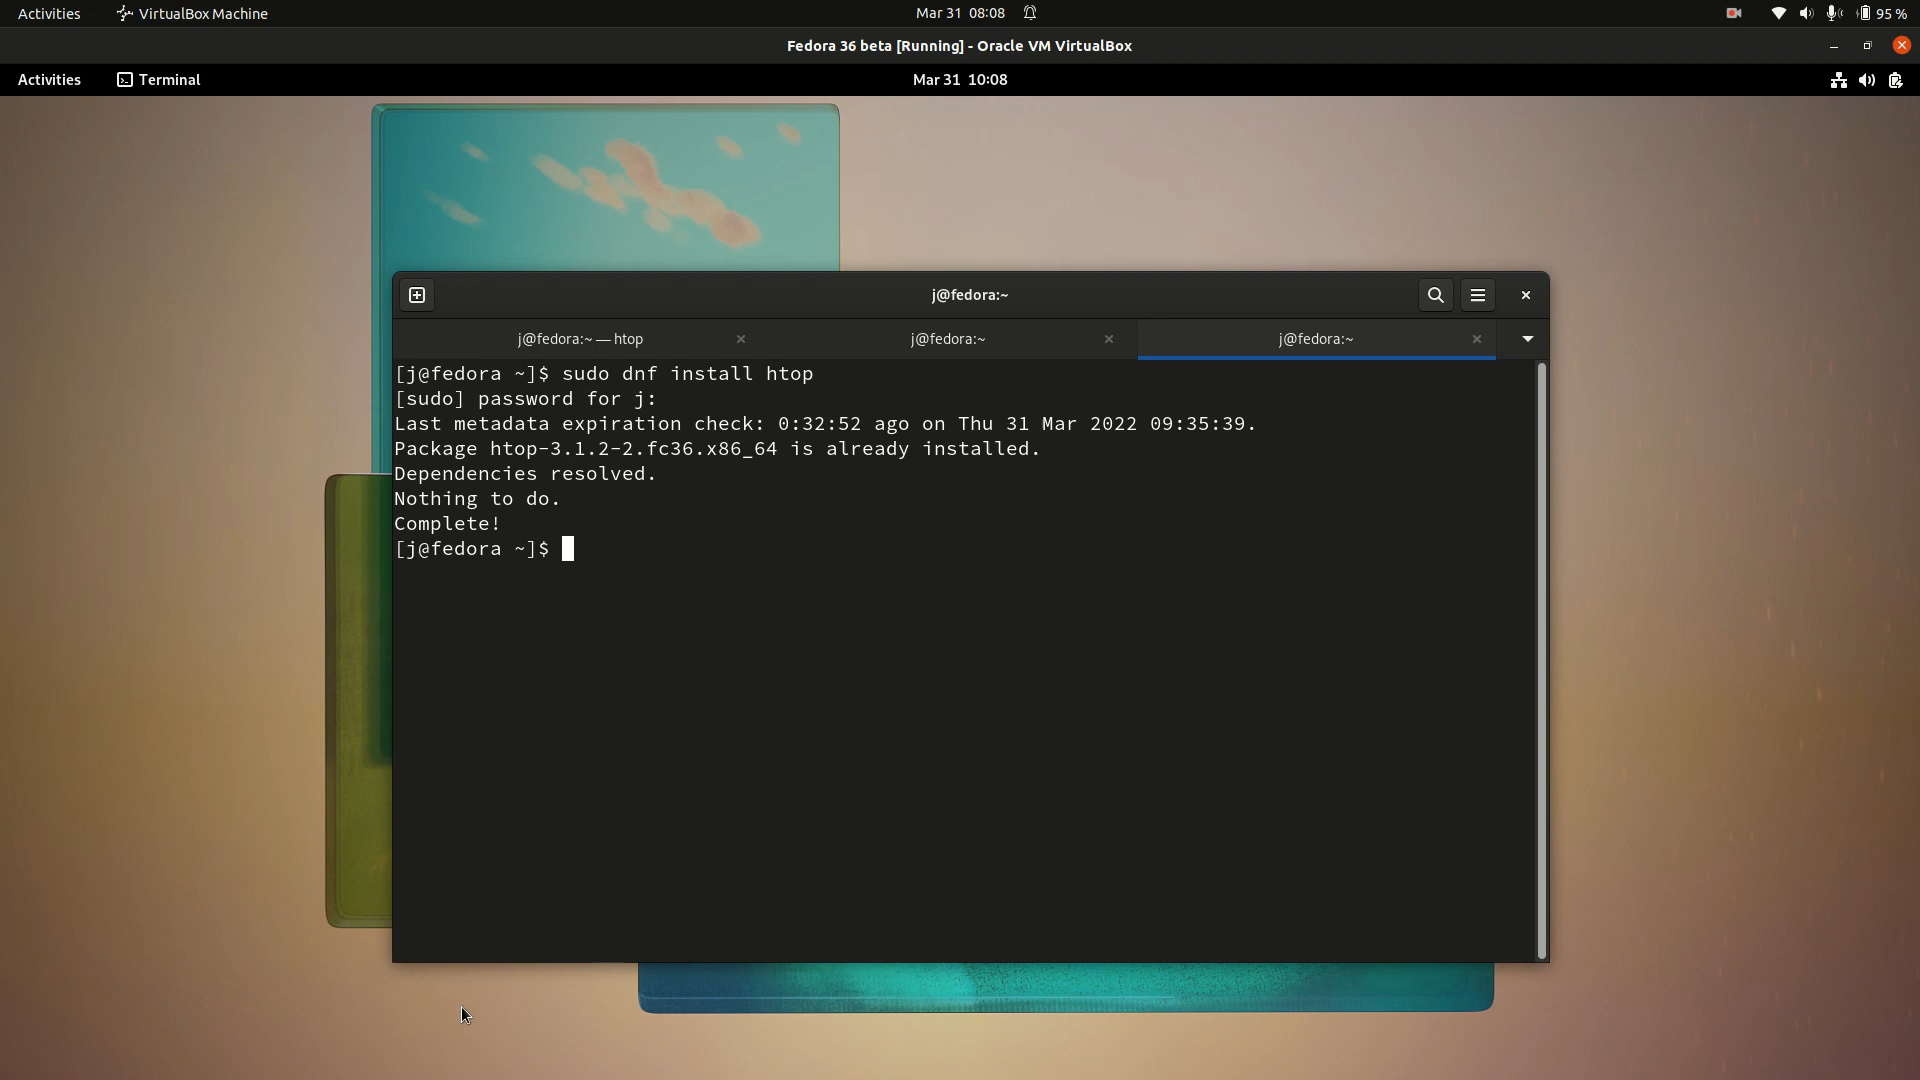 Activities VirtualBox Machine Mar 31 08:08 95 %
Fedora 36 beta [Running] - Oracle VM VirtualBox
Activities Terminal Mar 31 10:08
j@fedora:~
j@fedora:~ — htop j@fedora:~ j@fedora:~
[j@fedora ~]$ sudo dnf install htop
[sudo] password for j:
Last metadata expiration check: 0:32:52 ago on Thu 31 Mar 2022 09:35:39.
Package htop-3.1.2-2.fc36.x86_64 is already installed.
Dependencies resolved.
Nothing to do.
Complete!
[j@fedora ~]$